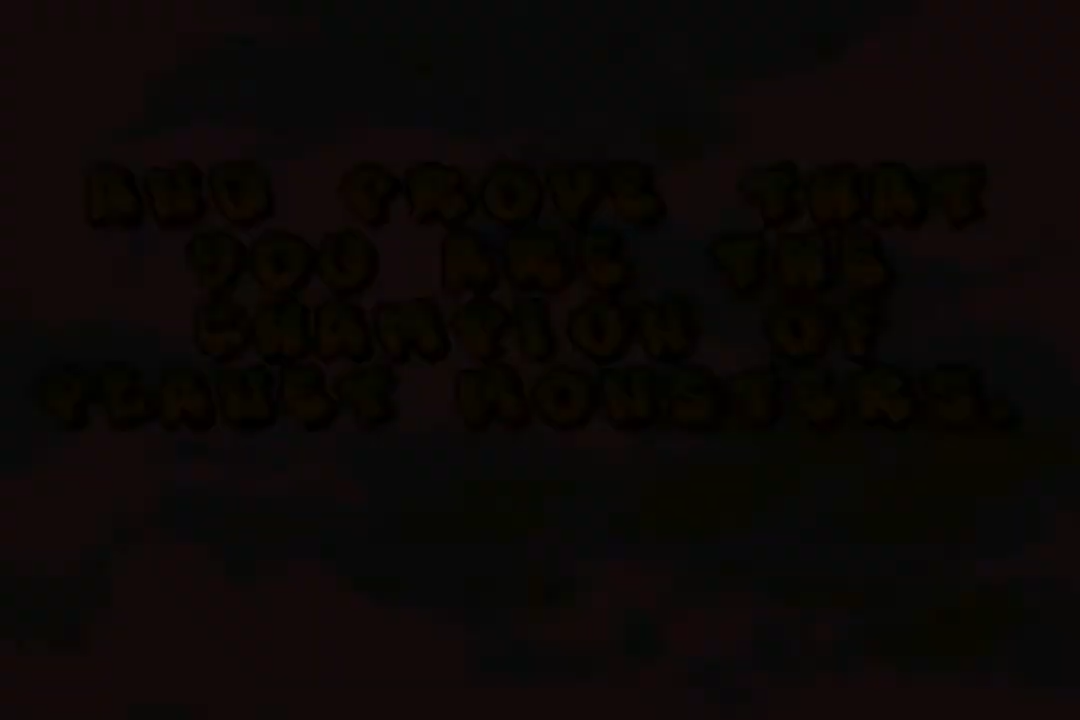 AND PROVE THAT
YOU ARE THE
CHAMPION OF
PLANET MONSTERS.